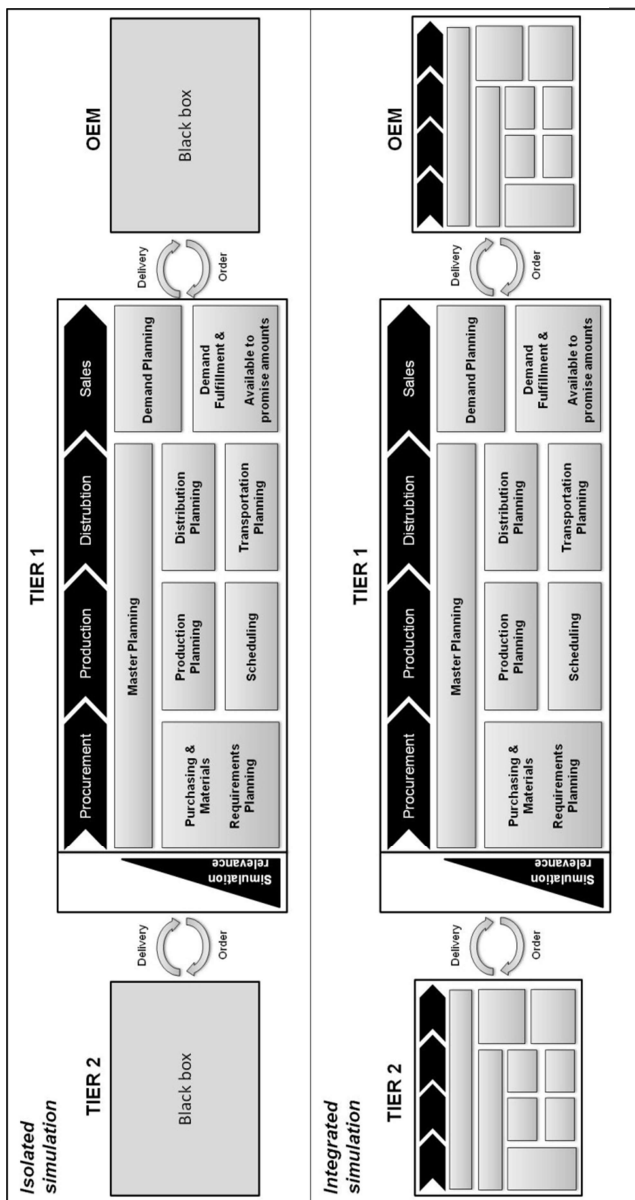 Isolated
simulation
TIER 2
Black box
Delivery
Order
TIER 1
Simulation
relevance
Procurement
Production
Distrubtion
Sales
Master Planning
Demand Planning
Purchasing &
Materials
Requirements
Planning
Production
Planning
Distribution
Planning
Scheduling
Transportation
Planning
Demand
Fulfillment &
Available to
promise amounts
Delivery
Order
OEM
Black box
Integrated
simulation
TIER 2
Delivery
Order
TIER 1
Simulation
relevance
Procurement
Production
Distrubtion
Sales
Master Planning
Demand Planning
Purchasing &
Materials
Requirements
Planning
Production
Planning
Distribution
Planning
Scheduling
Transportation
Planning
Demand
Fulfillment &
Available to
promise amounts
Delivery
Order
OEM